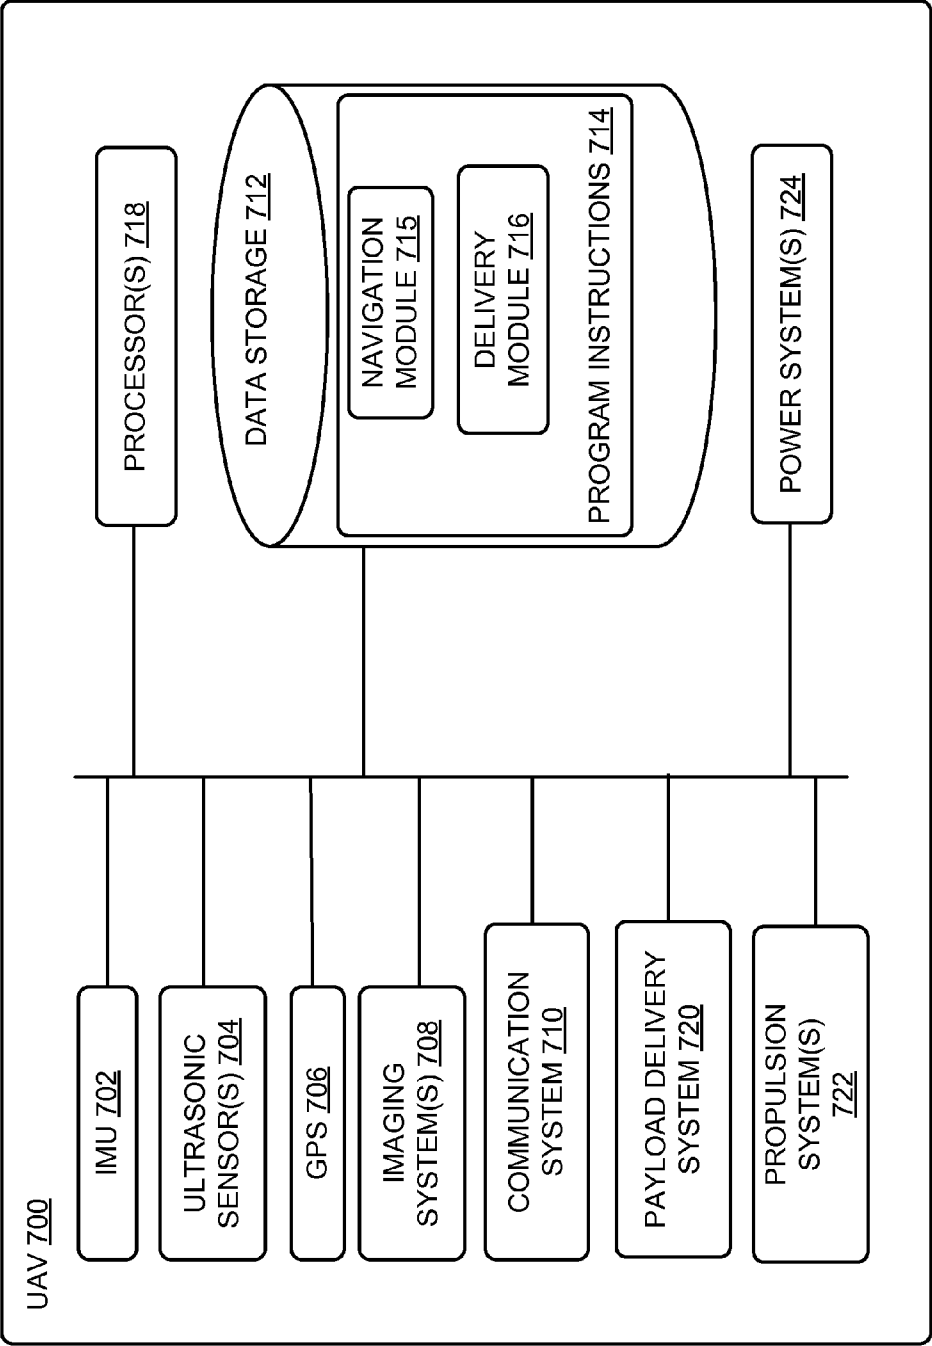 UAV 700
IMU 702
ULTRASONIC
SENSOR(S) 704
GPS 706
IMAGING
SYSTEM(S) 708
COMMUNICATION
SYSTEM 710
PAYLOAD DELIVERY
SYSTEM 720
PROPULSION
SYSTEM(S)
722
PROCESSOR(S) 718
DATA STORAGE 712
NAVIGATION
MODULE 715
DELIVERY
MODULE 716
PROGRAM INSTRUCTIONS 714
POWER SYSTEM(S) 724